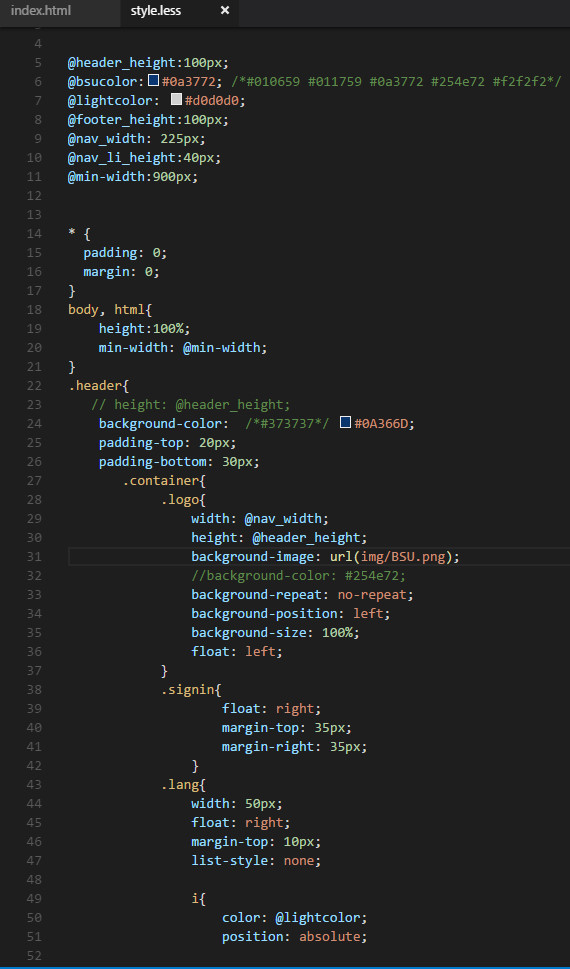 index.html style.less ×
4
5 @header_height:100px;
6 @bsucolor: #0a3772; /*#010659 #011759 #0a3772 #254e72 #f2f2f2*/
7 @lightcolor: #d0d0d0;
8 @footer_height:100px;
9 @nav_width: 225px;
10 @nav_li_height:40px;
11 @min-width:900px;
12
13
14 * {
15 padding: 0;
16 margin: 0;
17 }
18 body, html{
19 height:100%;
20 min-width: @min-width;
21 }
22 .header{
23 // height: @header_height;
24 background-color: /*#373737*/ #0A366D;
25 padding-top: 20px;
26 padding-bottom: 30px;
27 .container{
28 .logo{
29 width: @nav_width;
30 height: @header_height;
31 background-image: url(img/BSU.png);
32 //background-color: #254e72;
33 background-repeat: no-repeat;
34 background-position: left;
35 background-size: 100%;
36 float: left;
37 }
38 .signin{
39 float: right;
40 margin-top: 35px;
41 margin-right: 35px;
42 }
43 .lang{
44 width: 50px;
45 float: right;
46 margin-top: 10px;
47 list-style: none;
48
49 i{
50 color: @lightcolor;
51 position: absolute;
52